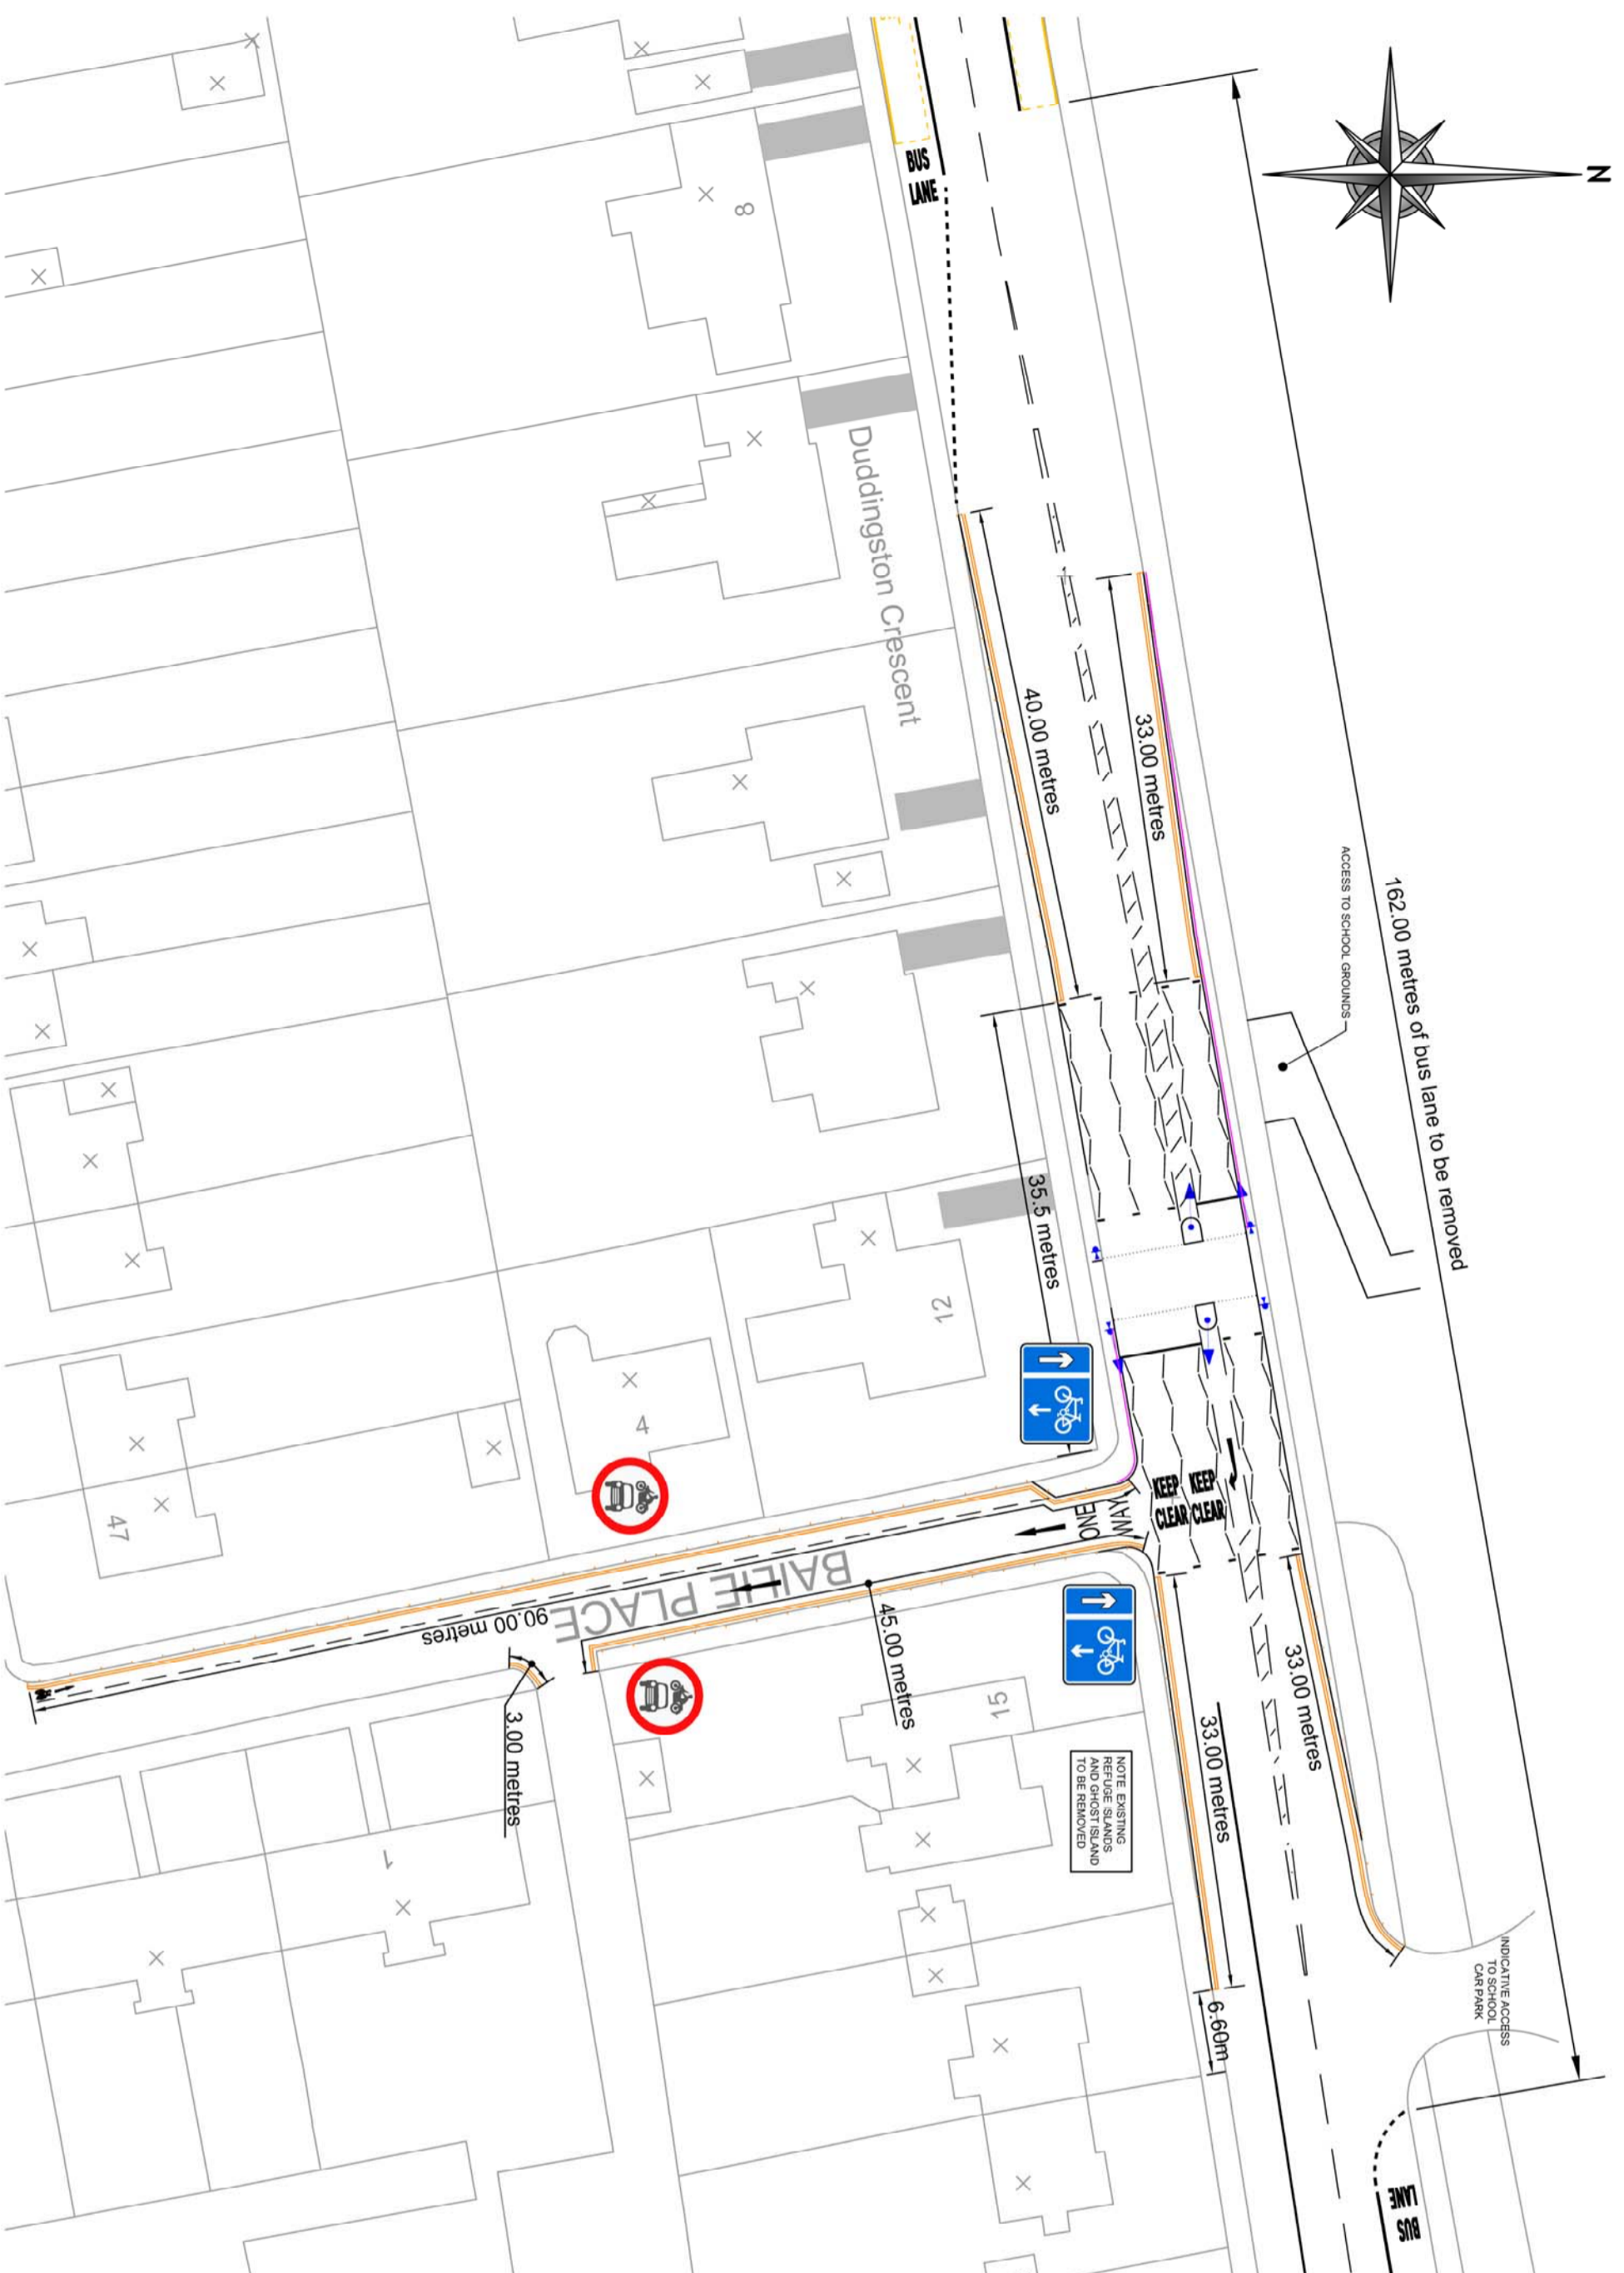 N
162.00 metres of bus lane to be removed
ACCESS TO SCHOOL GROUNDS
INDICATIVE ACCESS
TO SCHOOL
CAR PARK
BUS
LANE
BUS
LANE
33.00 metres
40.00 metres
35.5 metres
33.00 metres
33.00 metres
6.60m
Duddingston Crescent
KEEP
CLEAR
KEEP
CLEAR
ONE
WAY
BAILIE PLACE
90.00 metres
45.00 metres
3.00 metres
NOTE. EXISTING
REFUGE ISLANDS
AND GHOST ISLAND
TO BE REMOVED
8
12
4
47
15
1